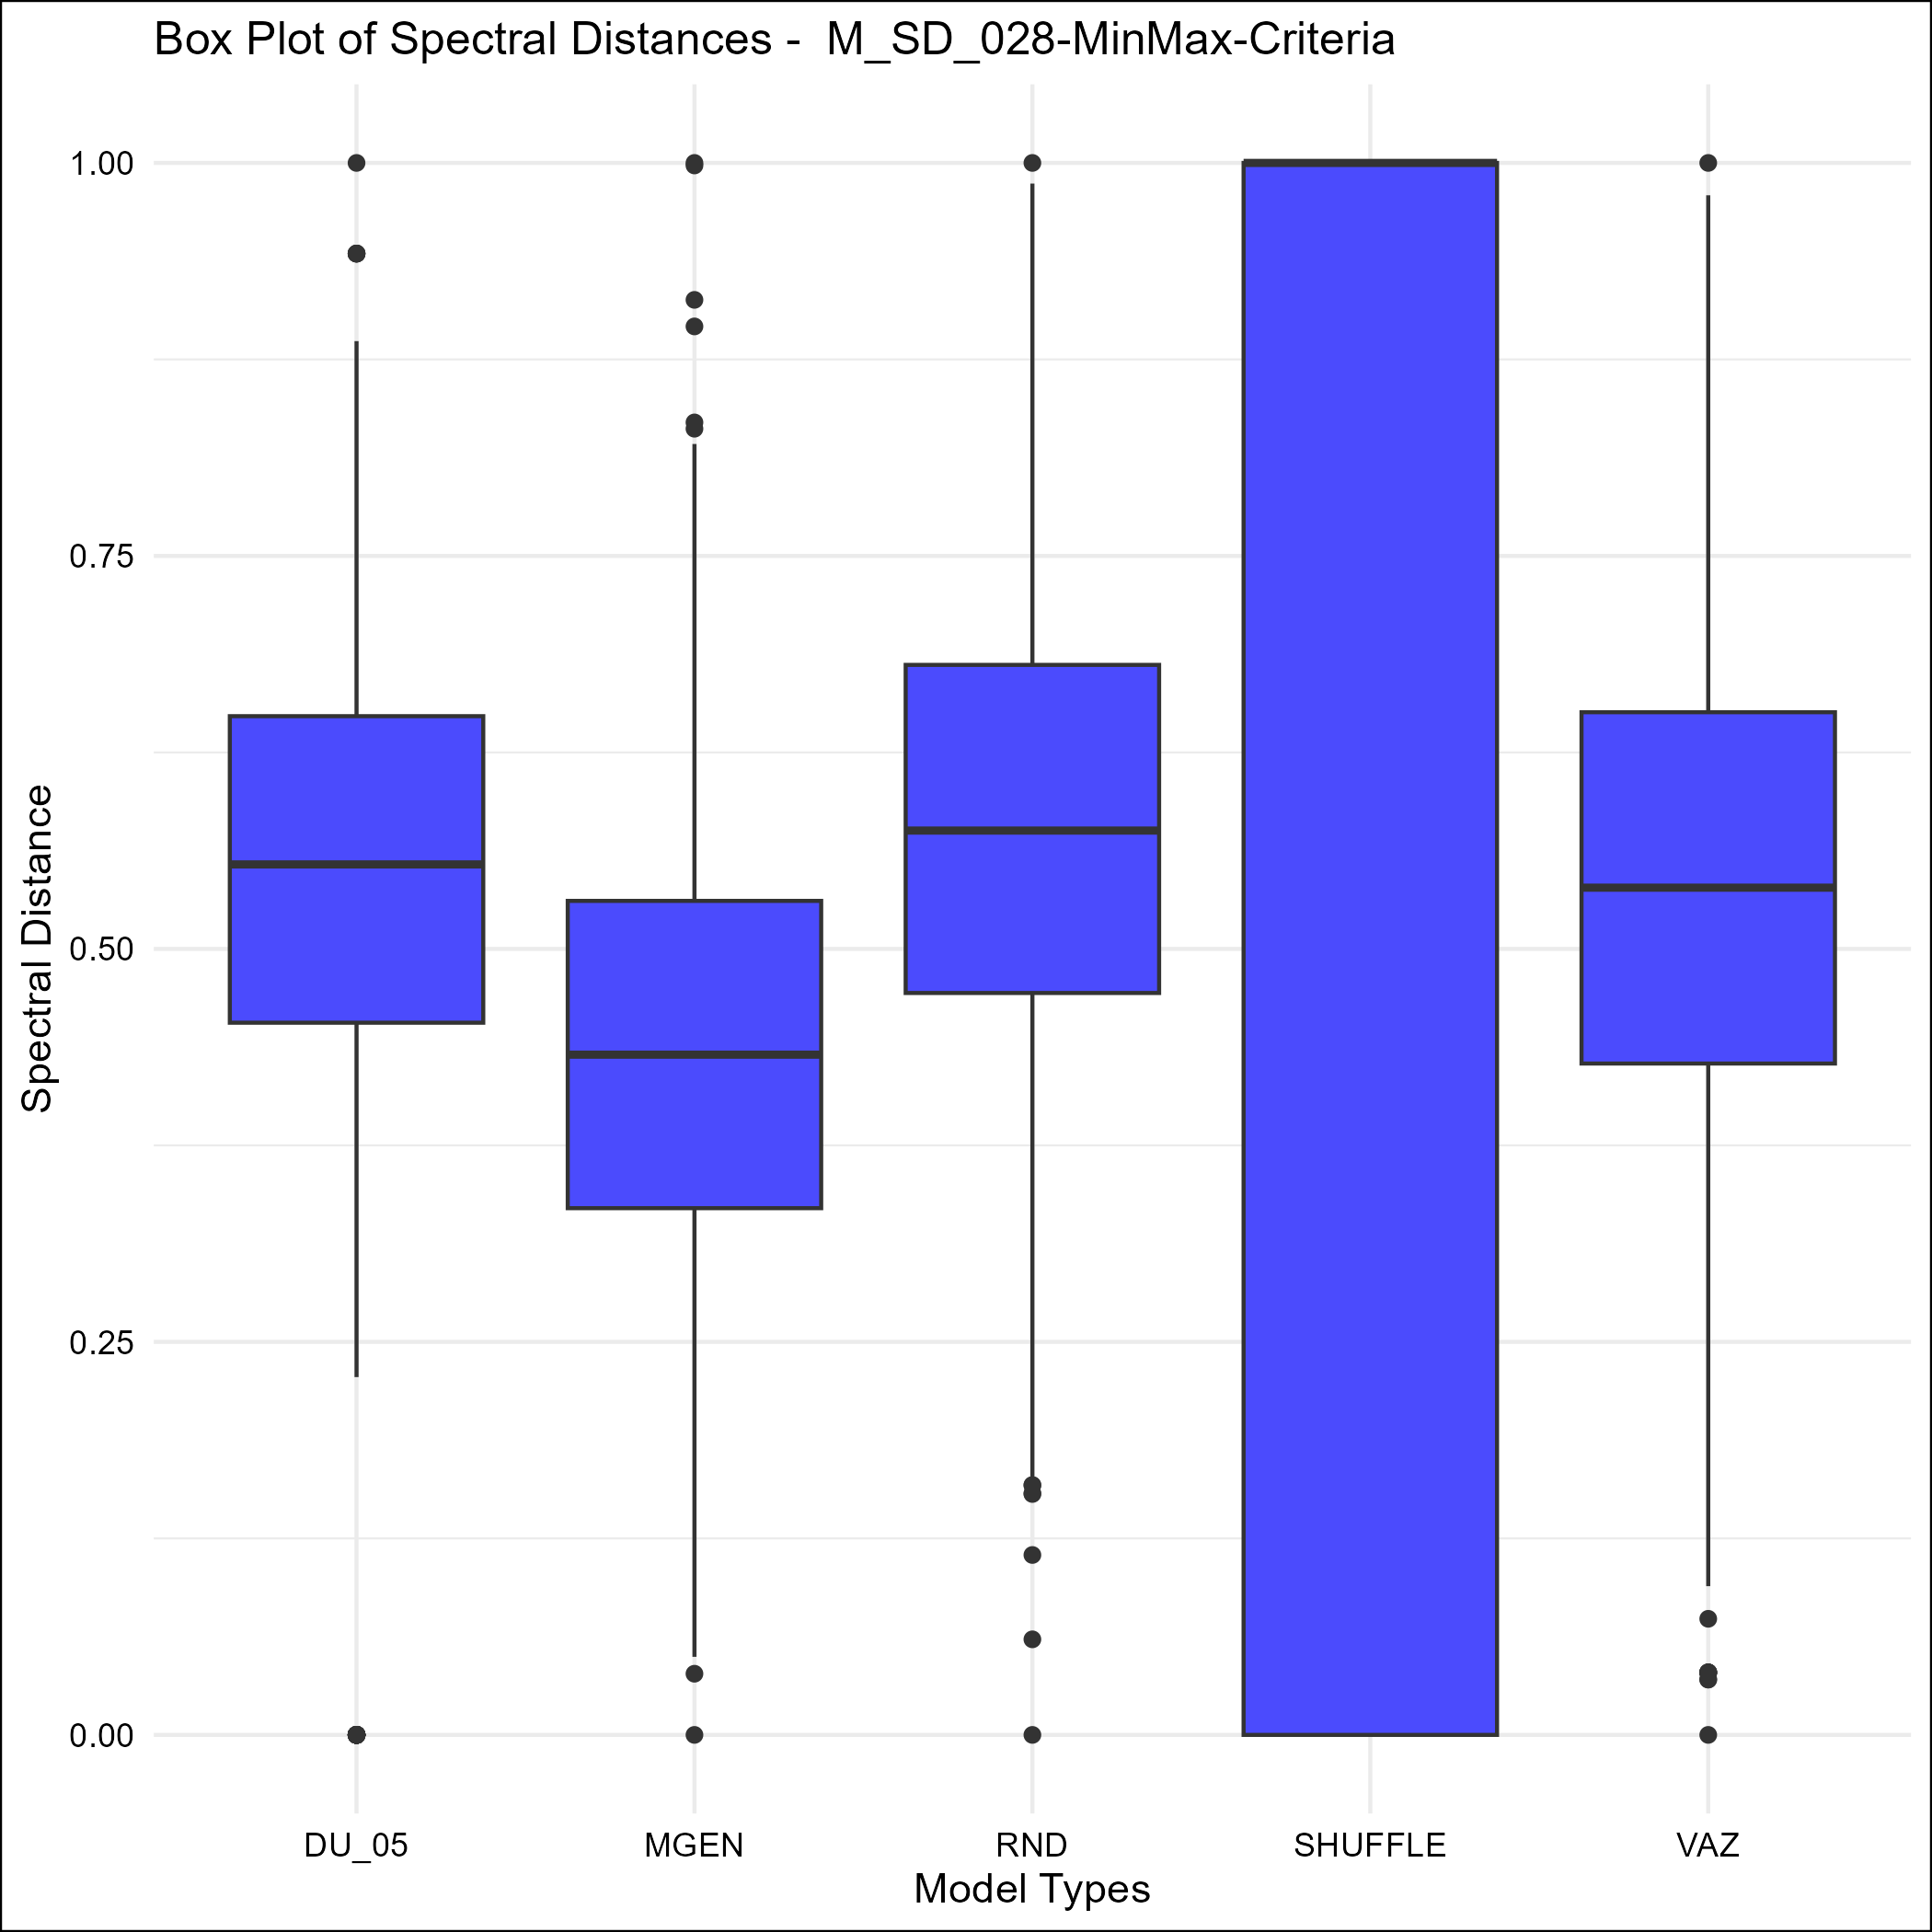 Box Plot of Spectral Distances -  M_SD_028-MinMax-Criteria
1.00
0.75
0.50
0.25
0.00
Spectral Distance
DU_05 MGEN RND SHUFFLE VAZ
Model Types